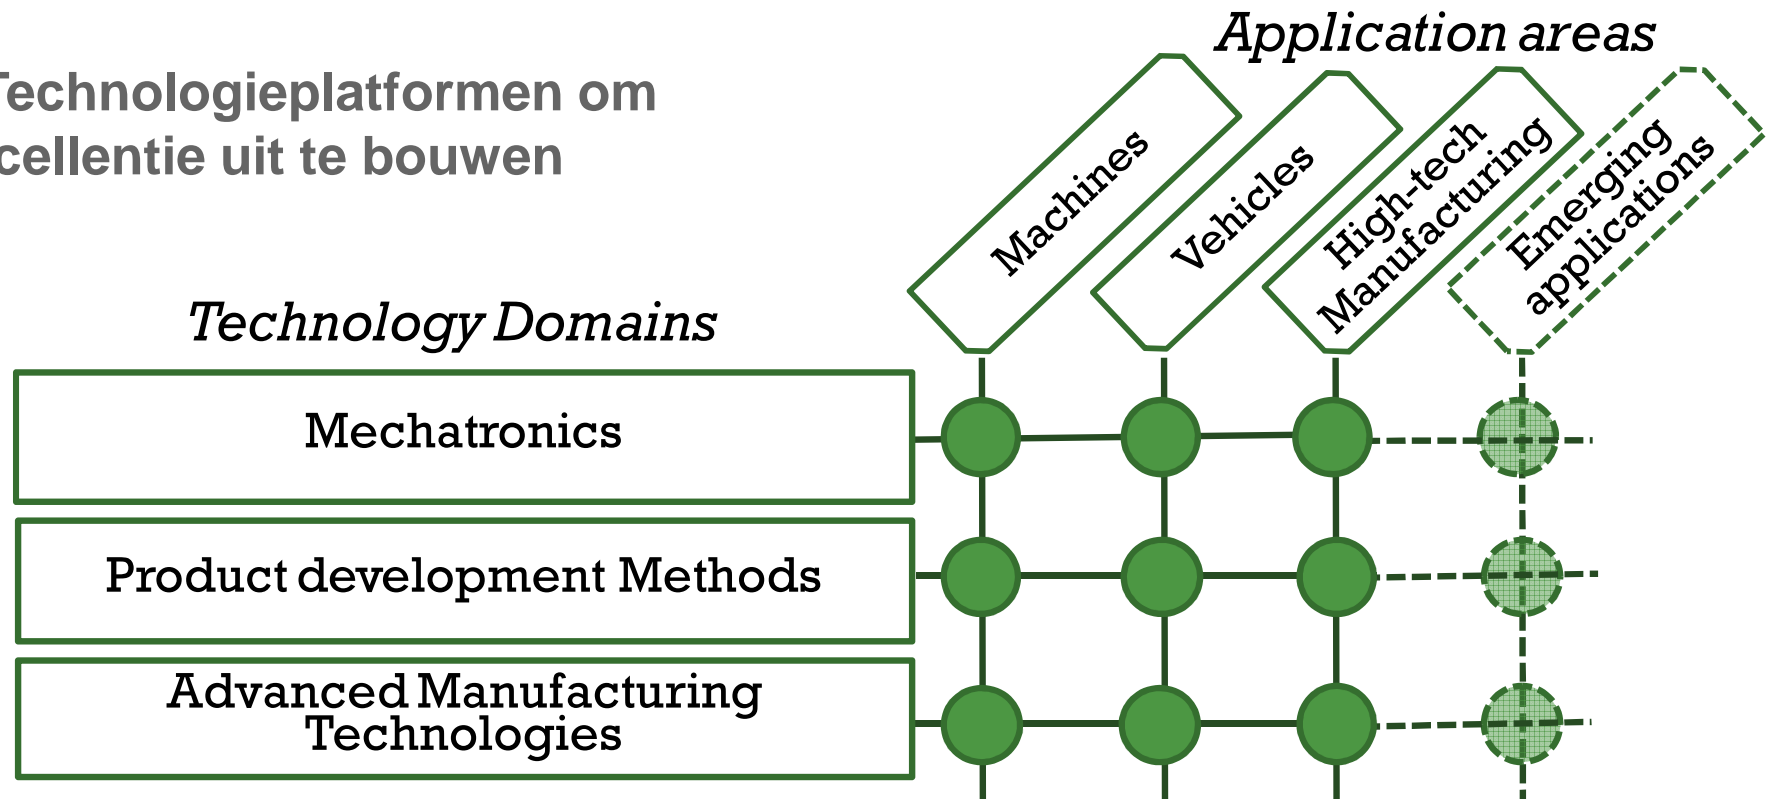 Technologieplatformen om
cellentie uit te bouwen
Application areas
Machines
Vehicles
High-tech
Manufacturing
Emerging
applications
Technology Domains
Mechatronics
Product development Methods
Advanced Manufacturing
Technologies